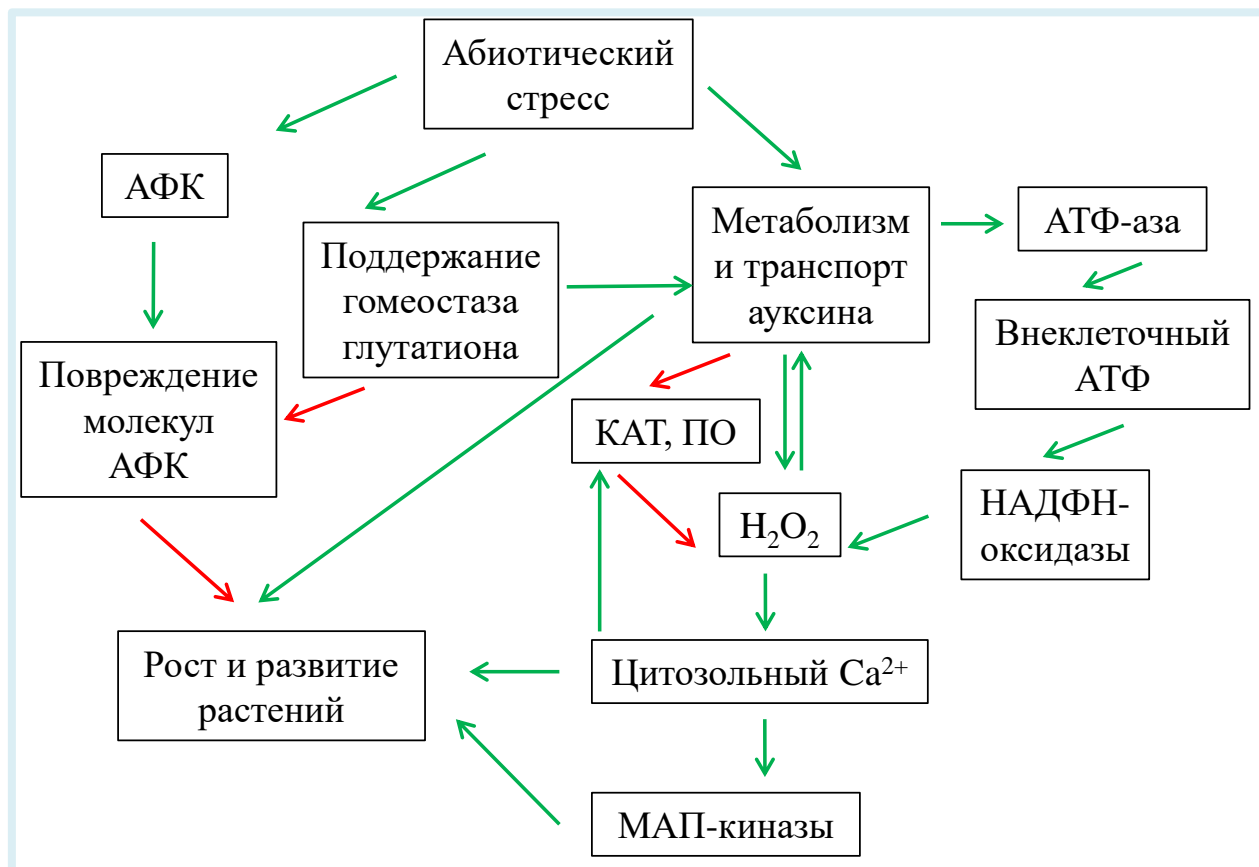 Абиотический
стресс
АФК
Поддержание
гомеостаза
глутатиона
Метаболизм
и транспорт
ауксина
АТФ-аза
Внеклеточный
АТФ
Повреждение
молекул
АФК
КАТ, ПО
H₂O₂
НАДФН-
оксидазы
Рост и развитие
растений
Цитозольный Ca²⁺
МАП-киназы